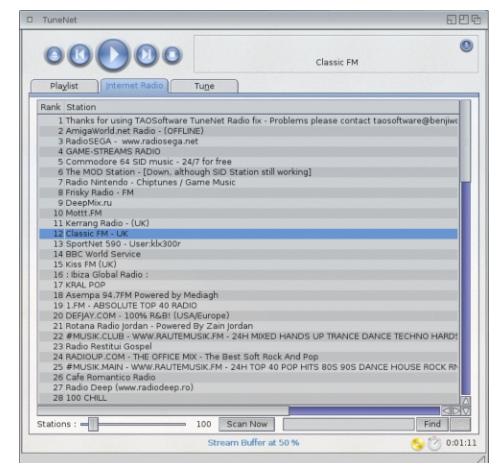 TuneNet
Classic FM
Playlist Internet Radio Tune
Rank Station
1 Thanks for using TAOSoftware TuneNet Radio fix - Problems please contact taosoftware@benjiw
2 AmigaWorld.net Radio - (OFFLINE)
3 RadioSEGA - www.radiosega.net
4 GAME-STREAMS RADIO
5 Commodore 64 SID music - 24/7 for free
6 The MOD Station - [Down, although SID Station still working]
7 Radio Nintendo - Chiptunes / Game Music
8 Frisky Radio - FM
9 DeepMix.ru
10 Mottt.FM
11 Kerrang Radio - (UK)
12 Classic FM - UK
13 SportNet 590 - User:klx300r
14 BBC World Service
15 Kiss FM (UK)
16 : Ibiza Global Radio :
17 KRAL POP
18 Asempa 94.7FM Powered by Mediagh
19 1.FM - ABSOLUTE TOP 40 RADIO
20 DEFJAY.COM - 100% R&B! (USA/Europe)
21 Rotana Radio Jordan - Powered By Zain Jordan
22 #MUSIK.CLUB - WWW.RAUTEMUSIK.FM - 24H MIXED HANDS UP TRANCE DANCE TECHNO HARDS
23 Radio Restitui Gospel
24 RADIOUP.COM - THE OFFICE MIX - The Best Soft Rock And Pop
25 #MUSIK.MAIN - WWW.RAUTEMUSIK.FM - 24H TOP 40 POP HITS 80S 90S DANCE HOUSE ROCK RN
26 Cafe Romantico Radio
27 Radio Deep (www.radiodeep.ro)
28 100 CHILL
Stations : 100 Scan Now Find
Stream Buffer at 50 % 0:01:11